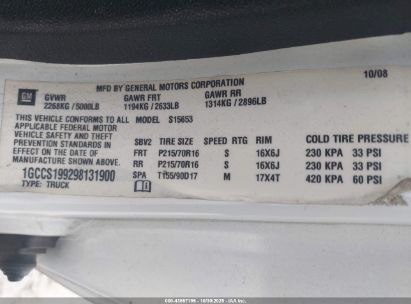 MFD BY GENERAL MOTORS CORPORATION 10/08
GM GVWR GAWR FRT GAWR RR
2268KG / 5000LB 1194KG / 2633LB 1314KG / 2896LB
THIS VEHICLE CONFORMS TO ALL MODEL S15653
APPLICABLE FEDERAL MOTOR
VEHICLE SAFETY AND THEFT
PREVENTION STANDARDS SBV2 TIRE SIZE SPEED RTG RIM COLD TIRE PRESSURE
IN EFFECT ON THE DATE OF FRT P215/70R16 S 16X6J 230 KPA 33 PSI
MANUFACTURE SHOWN ABOVE. RR P215/70R16 S 16X6J 230 KPA 33 PSI
1GCCS199298131900 SPA T155/90D17 M 17X4T 420 KPA 60 PSI
TYPE: TRUCK